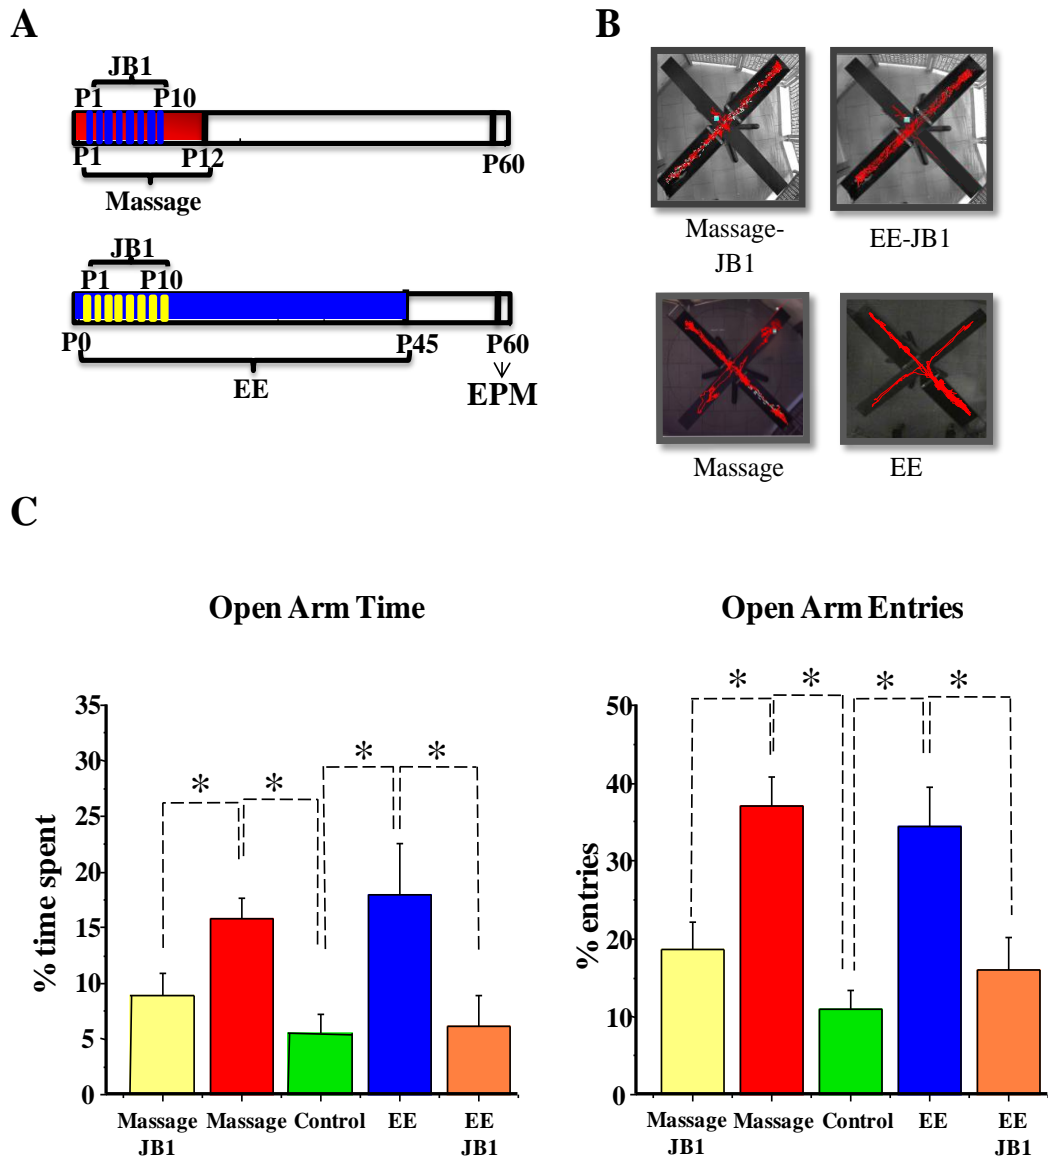 A
JB1
P1 P10
P1 P12
P60
Massage
JB1
P1 P10
P0 P45 P60
EE
EPM
B
Massage-
JB1
EE-JB1
Massage
EE
C
Open Arm Time
% time spent
35
30
25
20
15
10
5
0
* * * *
Massage JB1
Massage
Control
EE
EE JB1
Open Arm Entries
% entries
50
40
30
20
10
0
* * * *
Massage JB1
Massage
Control
EE
EE JB1